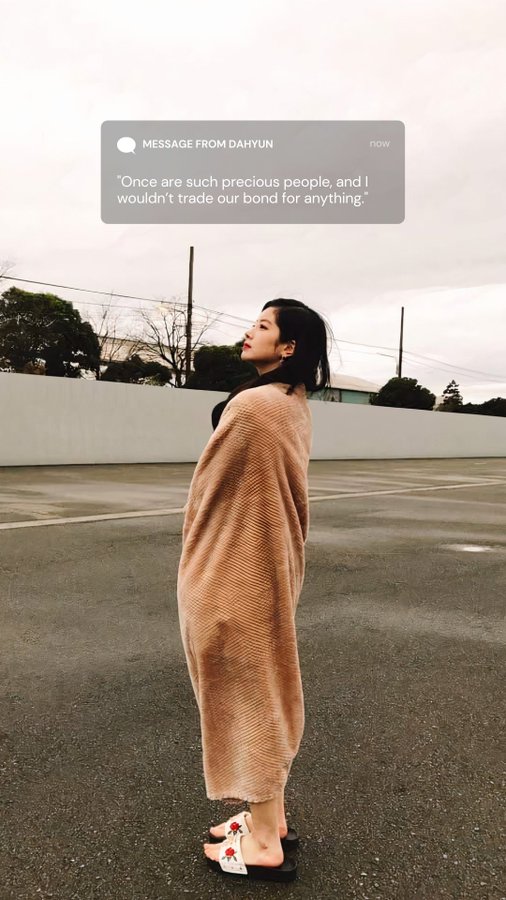 MESSAGE FROM DAHYUN
now
"Once are such precious people, and I
wouldn’t trade our bond for anything."